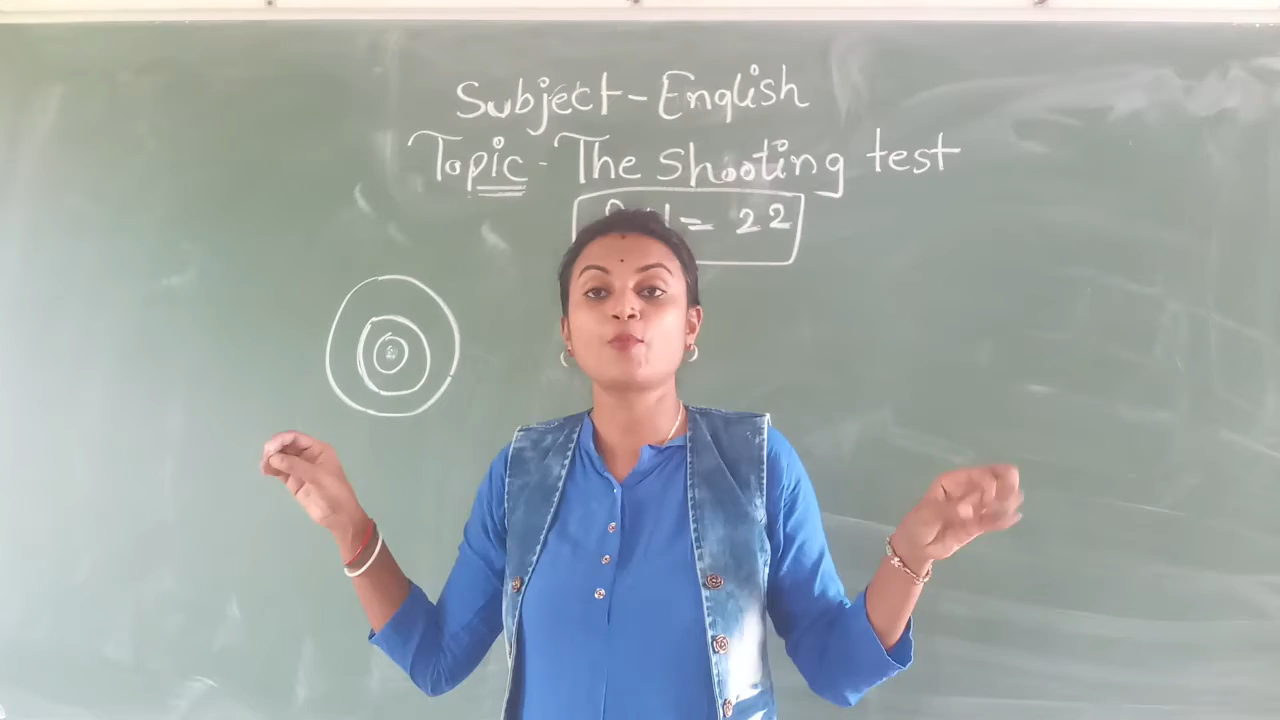 Subject - English
Topic - The Shooting test
= 22